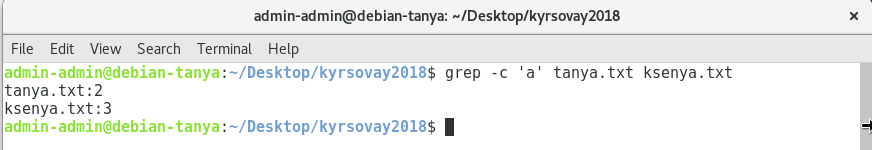 admin-admin@debian-tanya: ~/Desktop/kyrsovay2018
×
File Edit View Search Terminal Help
admin-admin@debian-tanya:~/Desktop/kyrsovay2018$ grep -c 'a' tanya.txt ksenya.txt
tanya.txt:2
ksenya.txt:3
admin-admin@debian-tanya:~/Desktop/kyrsovay2018$